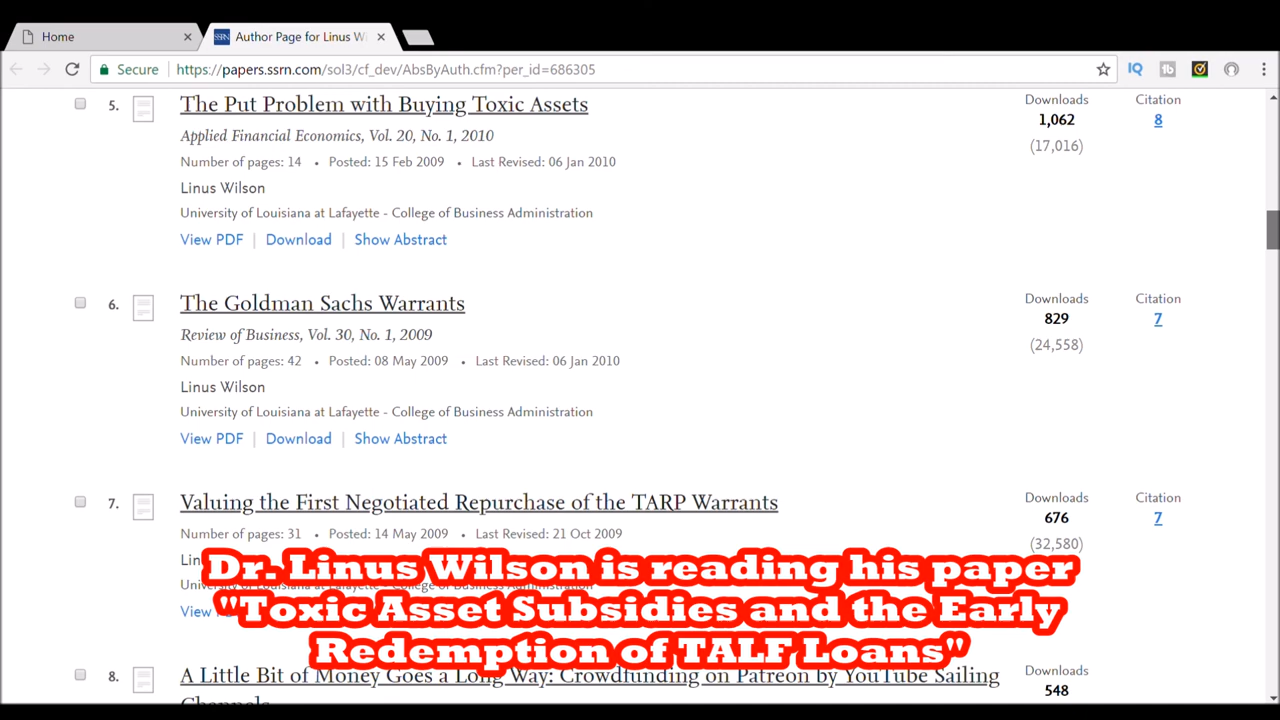 Home
Author Page for Linus Wi
Secure https://papers.ssrn.com/sol3/cf_dev/AbsByAuth.cfm?per_id=686305
5. The Put Problem with Buying Toxic Assets
Downloads Citation
1,062 8
(17,016)
Applied Financial Economics, Vol. 20, No. 1, 2010
Number of pages: 14 • Posted: 15 Feb 2009 • Last Revised: 06 Jan 2010
Linus Wilson
University of Louisiana at Lafayette - College of Business Administration
View PDF | Download | Show Abstract
6. The Goldman Sachs Warrants
Downloads Citation
829 7
(24,558)
Review of Business, Vol. 30, No. 1, 2009
Number of pages: 42 • Posted: 08 May 2009 • Last Revised: 06 Jan 2010
Linus Wilson
University of Louisiana at Lafayette - College of Business Administration
View PDF | Download | Show Abstract
7. Valuing the First Negotiated Repurchase of the TARP Warrants
Downloads Citation
676 7
(32,580)
Number of pages: 31 • Posted: 14 May 2009 • Last Revised: 21 Oct 2009
Dr. Linus Wilson is reading his paper
"Toxic Asset Subsidies and the Early
Redemption of TALF Loans"
8. A Little Bit of Money Goes a Long Way: Crowdfunding on Patreon by YouTube Sailing
Downloads
548